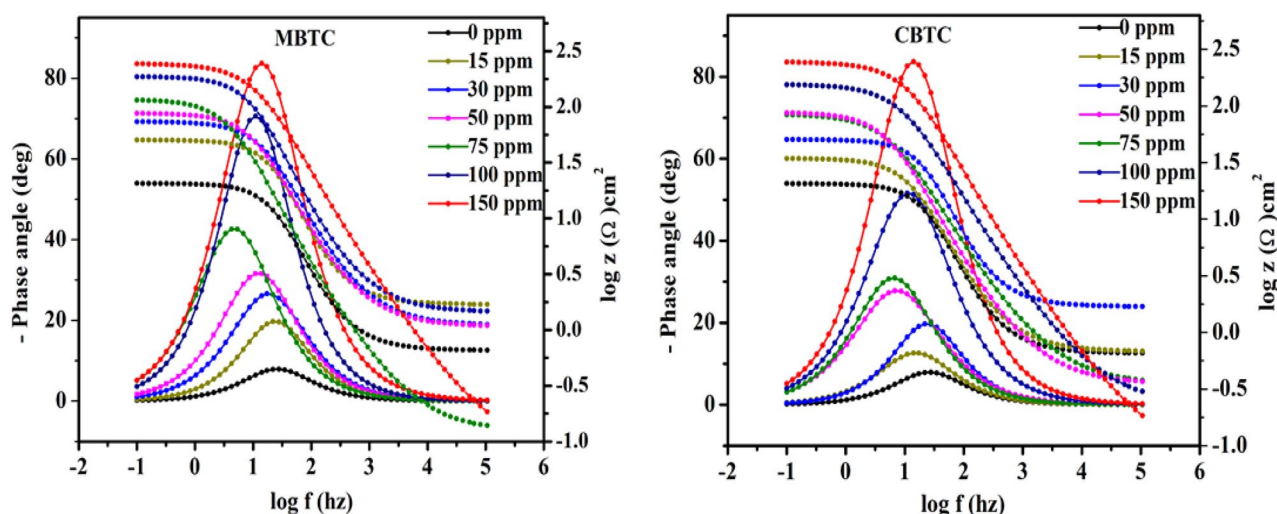 MBTC
0 ppm
15 ppm
30 ppm
50 ppm
75 ppm
100 ppm
150 ppm
- Phase angle (deg)
80
60
40
20
0
log z (Ω )cm²
2.5
2.0
1.5
1.0
0.5
0.0
-0.5
-1.0
-2 -1 0 1 2 3 4 5 6
log f (hz)
CBTC
0 ppm
15 ppm
30 ppm
50 ppm
75 ppm
100 ppm
150 ppm
- Phase angle (deg)
80
60
40
20
0
log z (Ω )cm²
2.5
2.0
1.5
1.0
0.5
0.0
-0.5
-1.0
-2 -1 0 1 2 3 4 5 6
log f (hz)